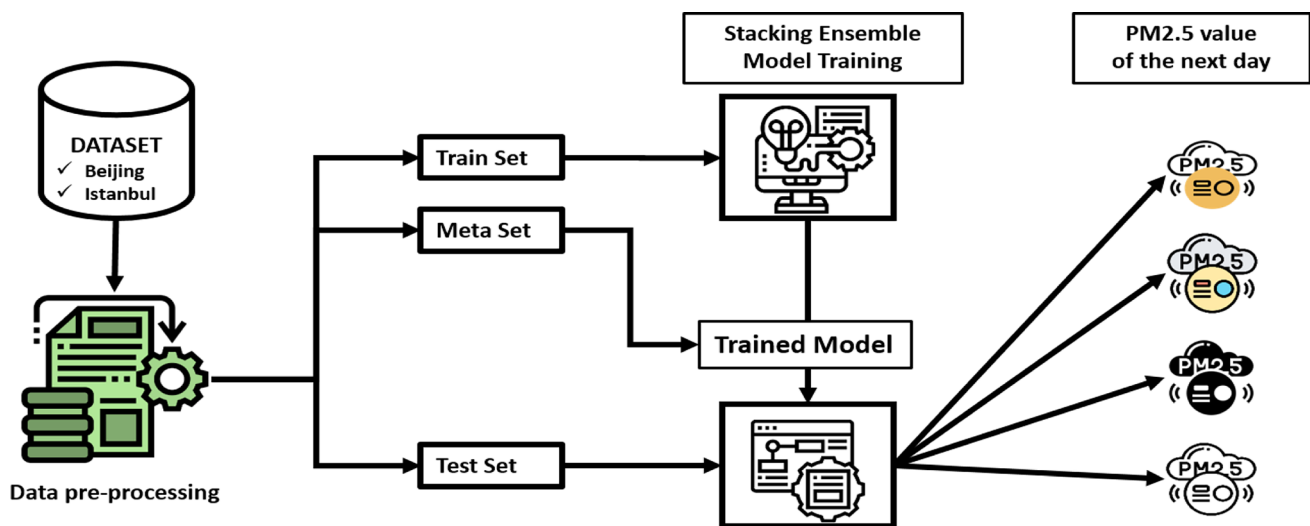 Stacking Ensemble
Model Training
PM2.5 value
of the next day
DATASET
✓ Beijing
✓ Istanbul
Train Set
Meta Set
Trained Model
Test Set
Data pre-processing
PM2.5
PM2.5
PM2.5
PM2.5